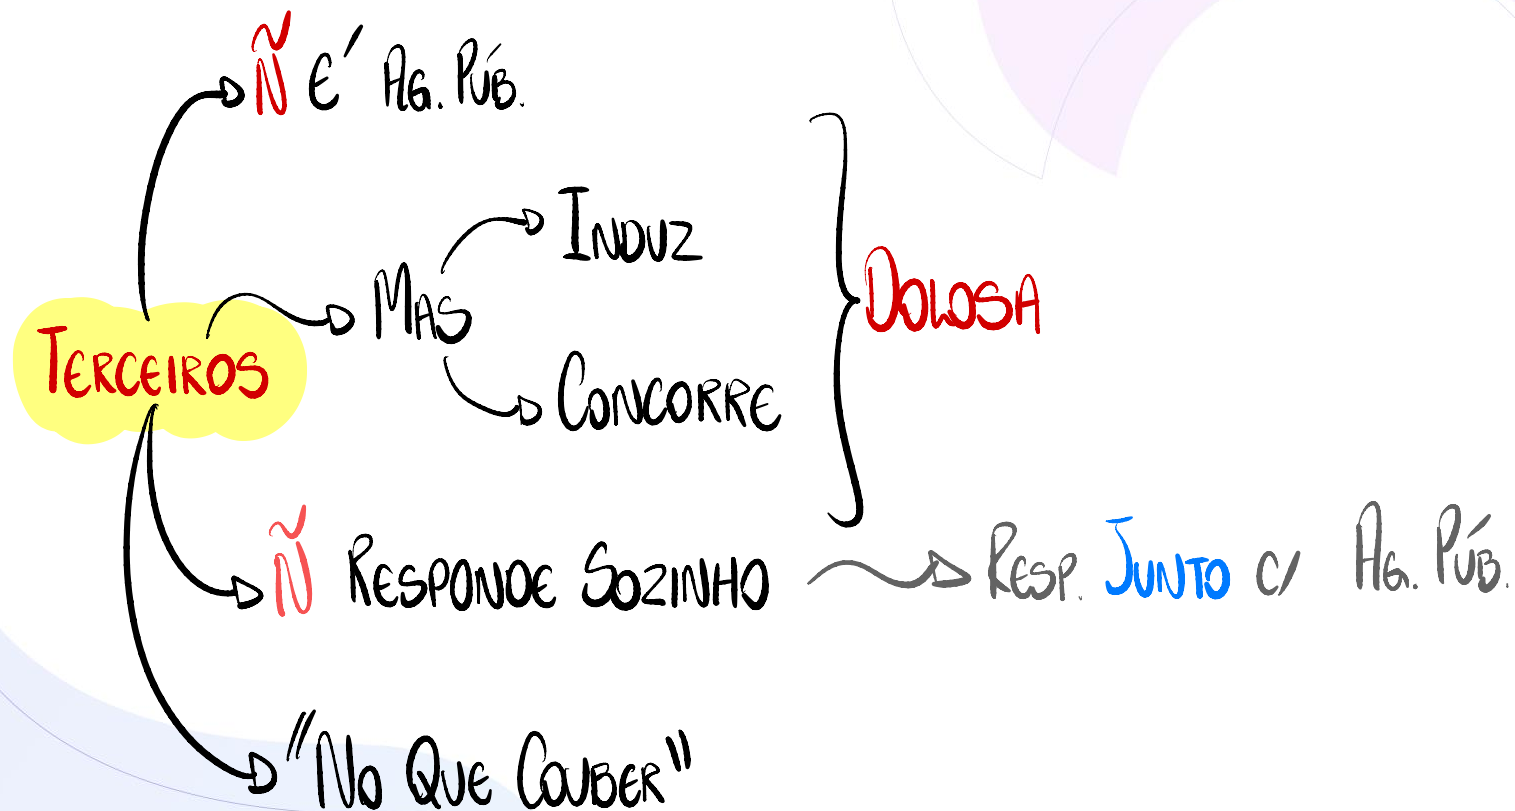 Ñ É AG. PÚB.
INDUZ
MAS
DOLOSA
TERCEIROS
CONCORRE
Ñ RESPONDE SOZINHO
RESP. JUNTO C/ AG. PÚB.
"NO QUE COUBER"